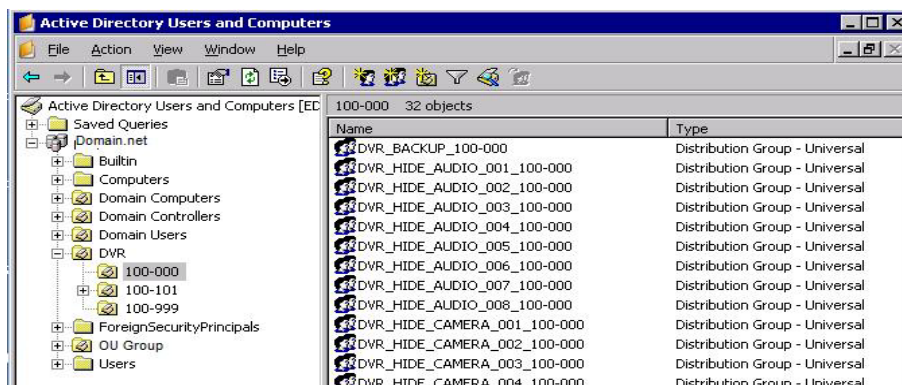 Active Directory Users and Computers
File Action View Window Help
Active Directory Users and Computers [ED
Saved Queries
Domain.net
Builtin
Computers
Domain Computers
Domain Controllers
Domain Users
DVR
100-000
100-101
100-999
ForeignSecurityPrincipals
OU Group
Users
100-000 32 objects
Name Type
DVR_BACKUP_100-000 Distribution Group - Universal
DVR_HIDE_AUDIO_001_100-000 Distribution Group - Universal
DVR_HIDE_AUDIO_002_100-000 Distribution Group - Universal
DVR_HIDE_AUDIO_003_100-000 Distribution Group - Universal
DVR_HIDE_AUDIO_004_100-000 Distribution Group - Universal
DVR_HIDE_AUDIO_005_100-000 Distribution Group - Universal
DVR_HIDE_AUDIO_006_100-000 Distribution Group - Universal
DVR_HIDE_AUDIO_007_100-000 Distribution Group - Universal
DVR_HIDE_AUDIO_008_100-000 Distribution Group - Universal
DVR_HIDE_CAMERA_001_100-000 Distribution Group - Universal
DVR_HIDE_CAMERA_002_100-000 Distribution Group - Universal
DVR_HIDE_CAMERA_003_100-000 Distribution Group - Universal
DVR_HIDE_CAMERA_004_100-000 Distribution Group - Universal